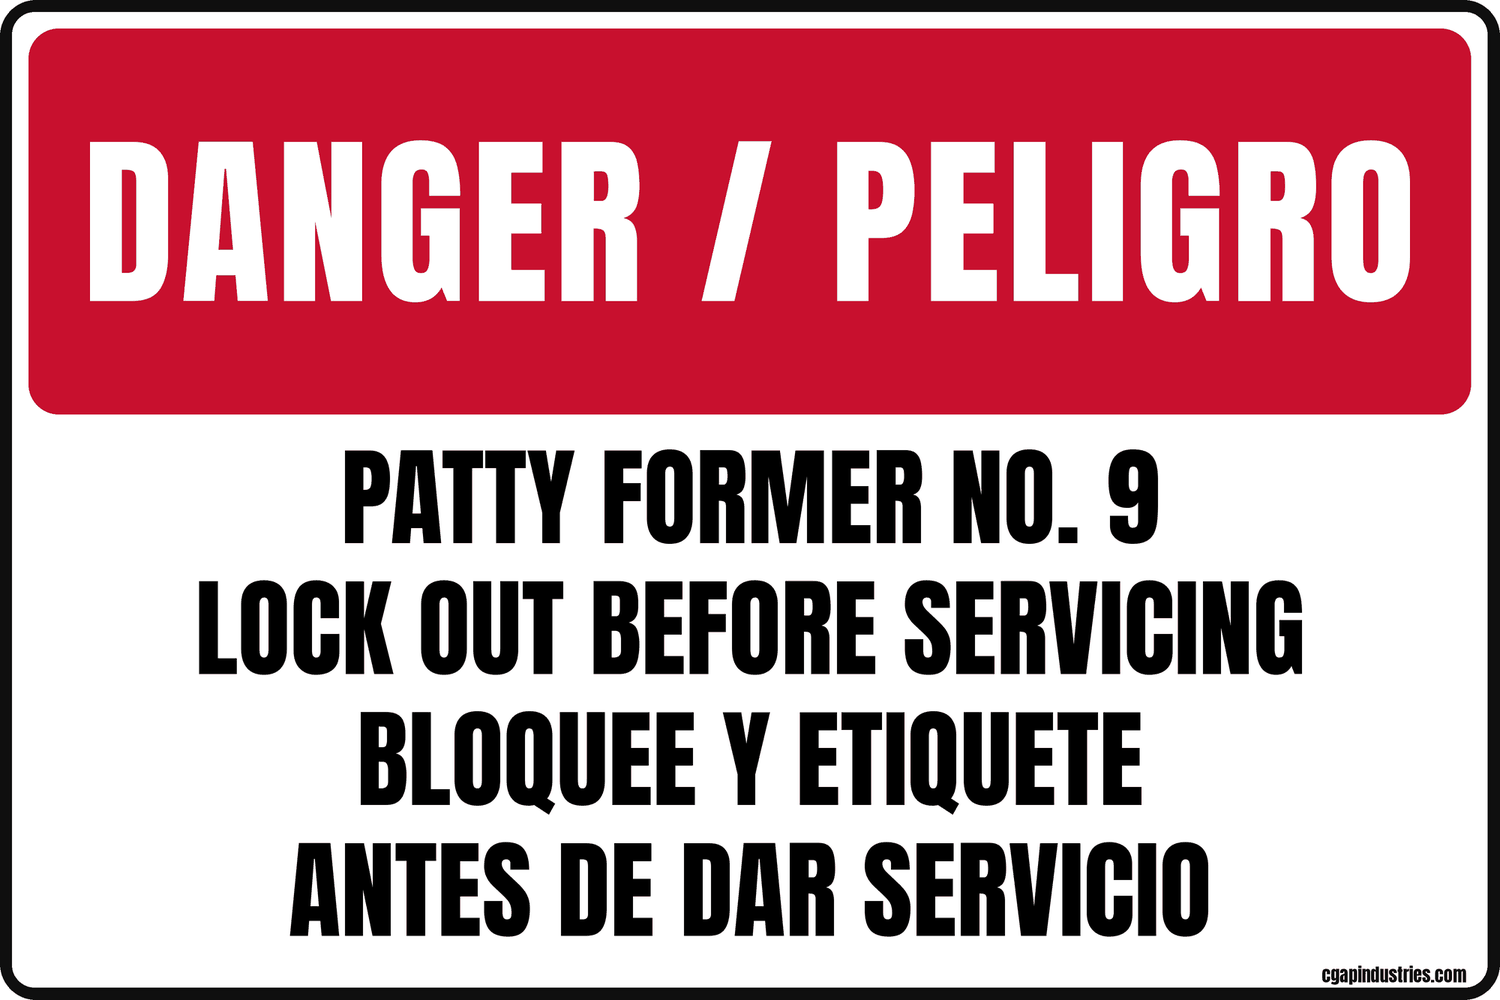 DANGER / PELIGRO
PATTY FORMER NO. 9
LOCK OUT BEFORE SERVICING
BLOQUEE Y ETIQUETE
ANTES DE DAR SERVICIO
cgapindustries.com